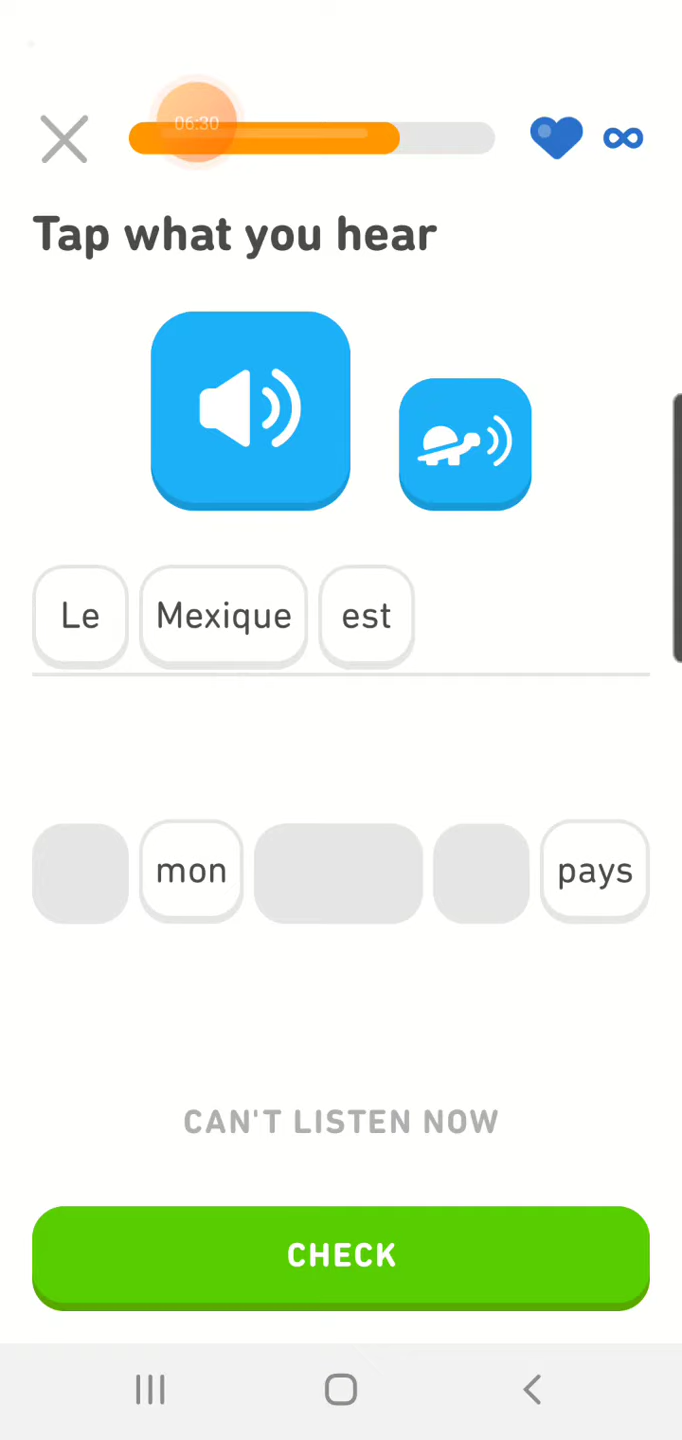 06:30
Tap what you hear
Le Mexique est
mon pays
CAN'T LISTEN NOW
CHECK